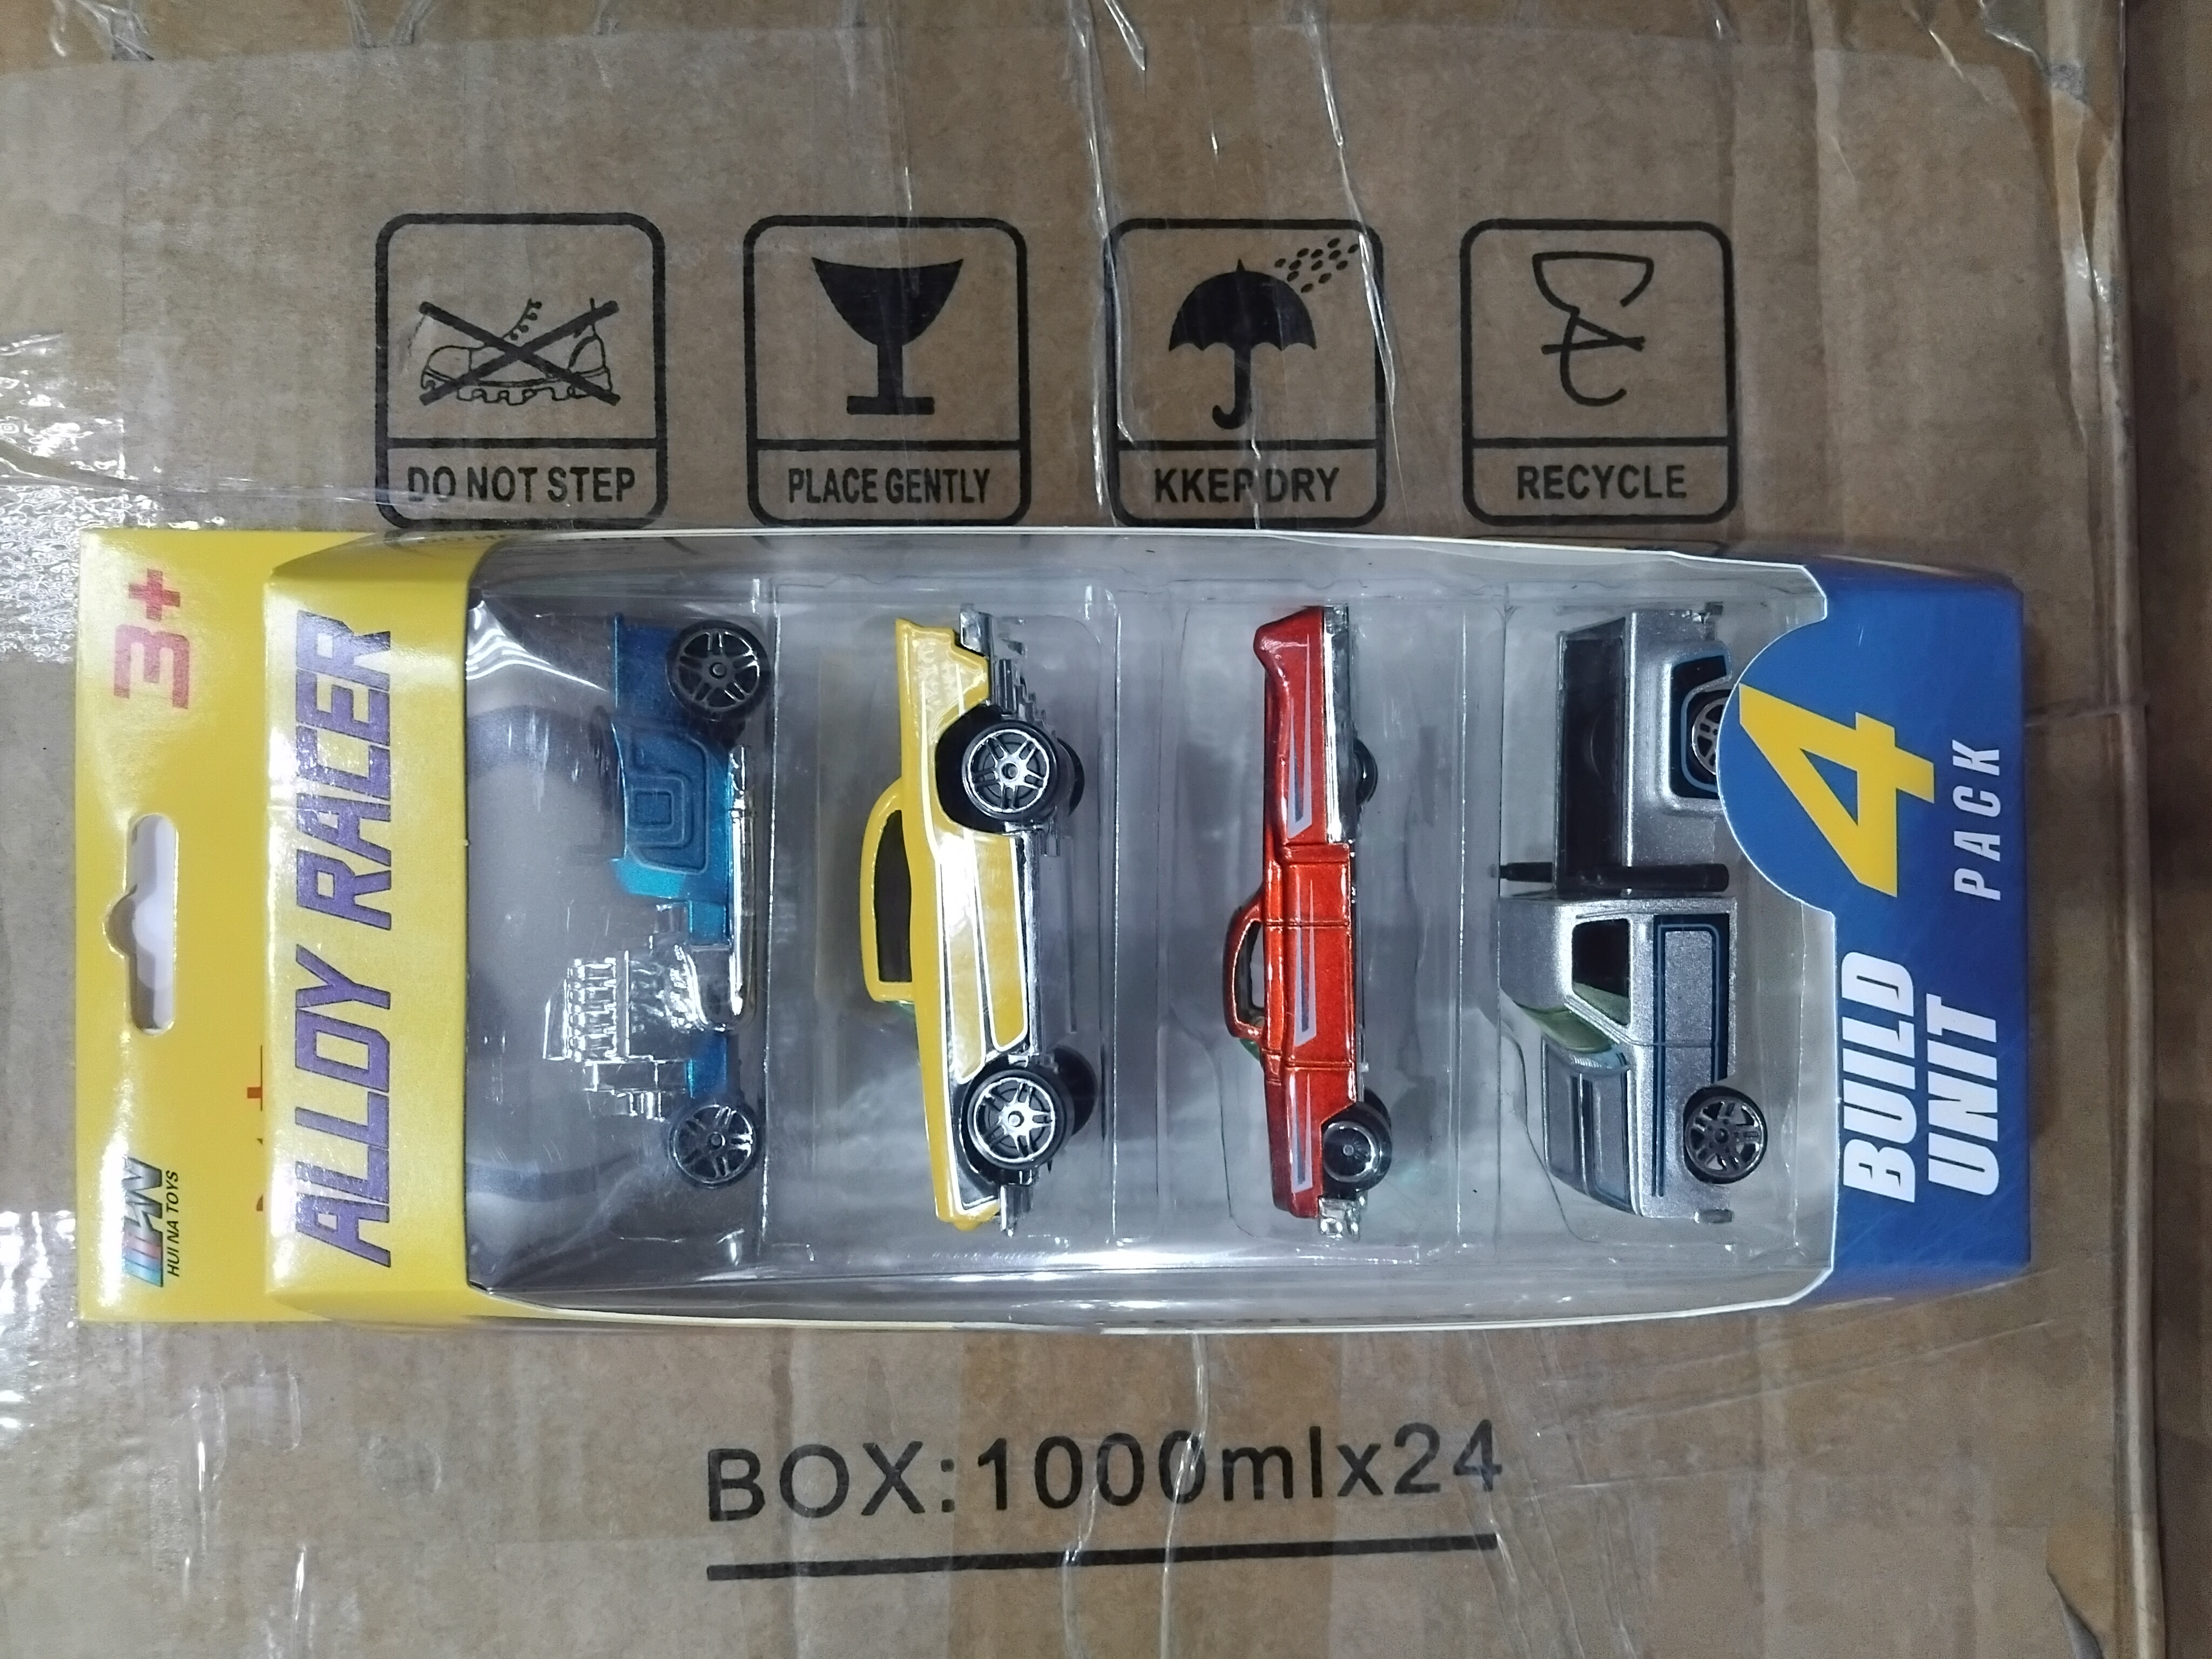 DO NOT STEP
PLACE GENTLY
KKEP DRY
RECYCLE
3+
HUI NA TOYS
ALLOY RACER
4
PACK
BUILD
UNIT
BOX:1000mlx24